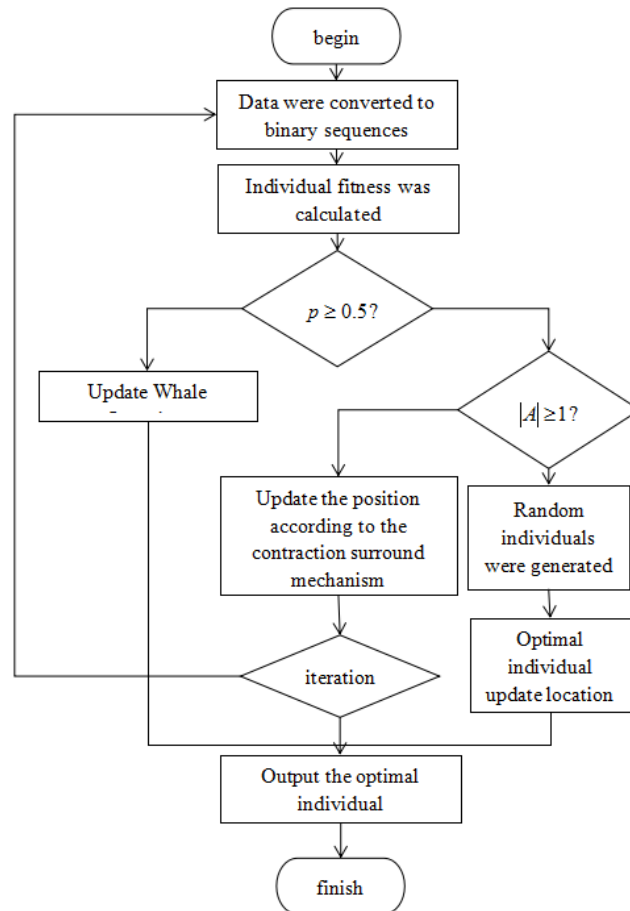 begin
Data were converted to
binary sequences
Individual fitness was
calculated
p ≥ 0.5?
Update Whale
|A| ≥1?
Update the position
according to the
contraction surround
mechanism
Random
individuals
were generated
Optimal
individual
update location
iteration
Output the optimal
individual
finish